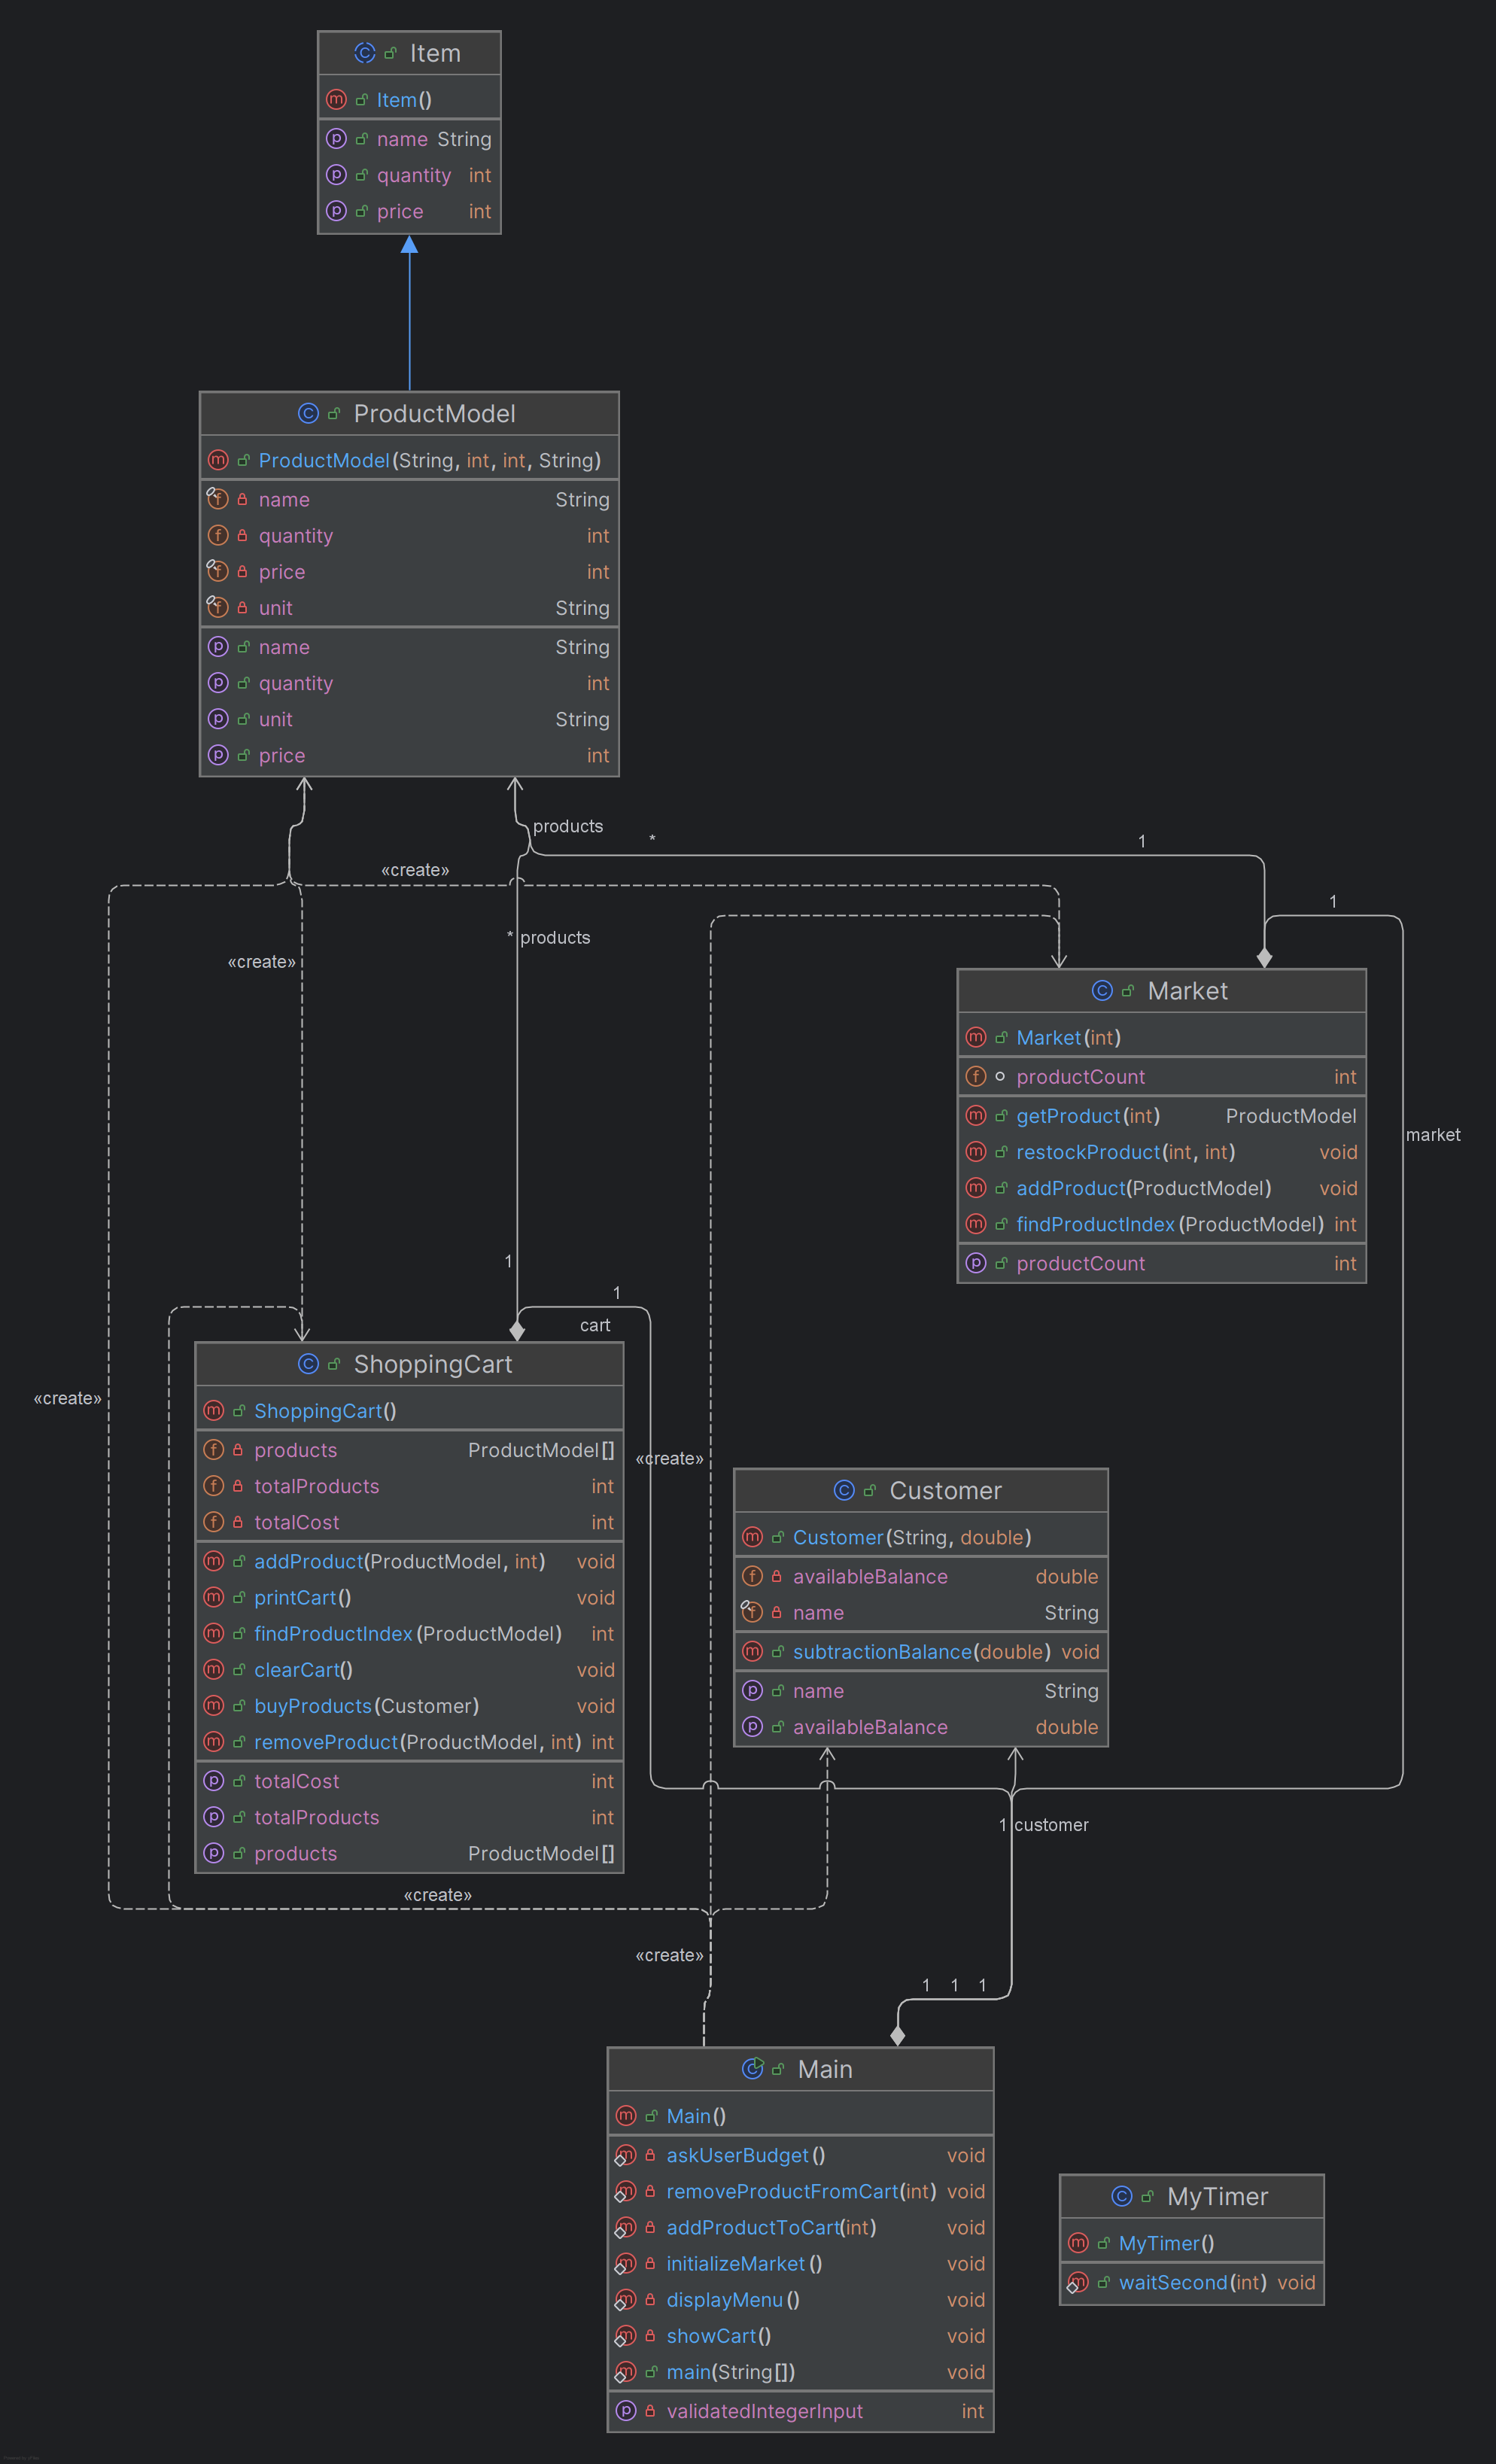 Item
Item()
name String
quantity int
price int
ProductModel
ProductModel(String, int, int, String)
name String
quantity int
price int
unit String
name String
quantity int
unit String
price int
products
* 1
«create»
1
* products
«create»
Market
Market(int)
productCount int
getProduct(int) ProductModel
restockProduct(int, int) void
addProduct(ProductModel) void
findProductIndex(ProductModel) int
productCount int
market
1
1
cart
ShoppingCart
ShoppingCart()
products ProductModel[]
totalProducts int
totalCost int
addProduct(ProductModel, int) void
printCart() void
findProductIndex(ProductModel) int
clearCart() void
buyProducts(Customer) void
removeProduct(ProductModel, int) int
totalCost int
totalProducts int
products ProductModel[]
«create»
«create»
Customer
Customer(String, double)
availableBalance double
name String
subtractionBalance(double) void
name String
availableBalance double
1 customer
«create»
«create»
1 1 1
Main
Main()
askUserBudget() void
removeProductFromCart(int) void
addProductToCart(int) void
initializeMarket() void
displayMenu() void
showCart() void
main(String[]) void
validatedIntegerInput int
MyTimer
MyTimer()
waitSecond(int) void